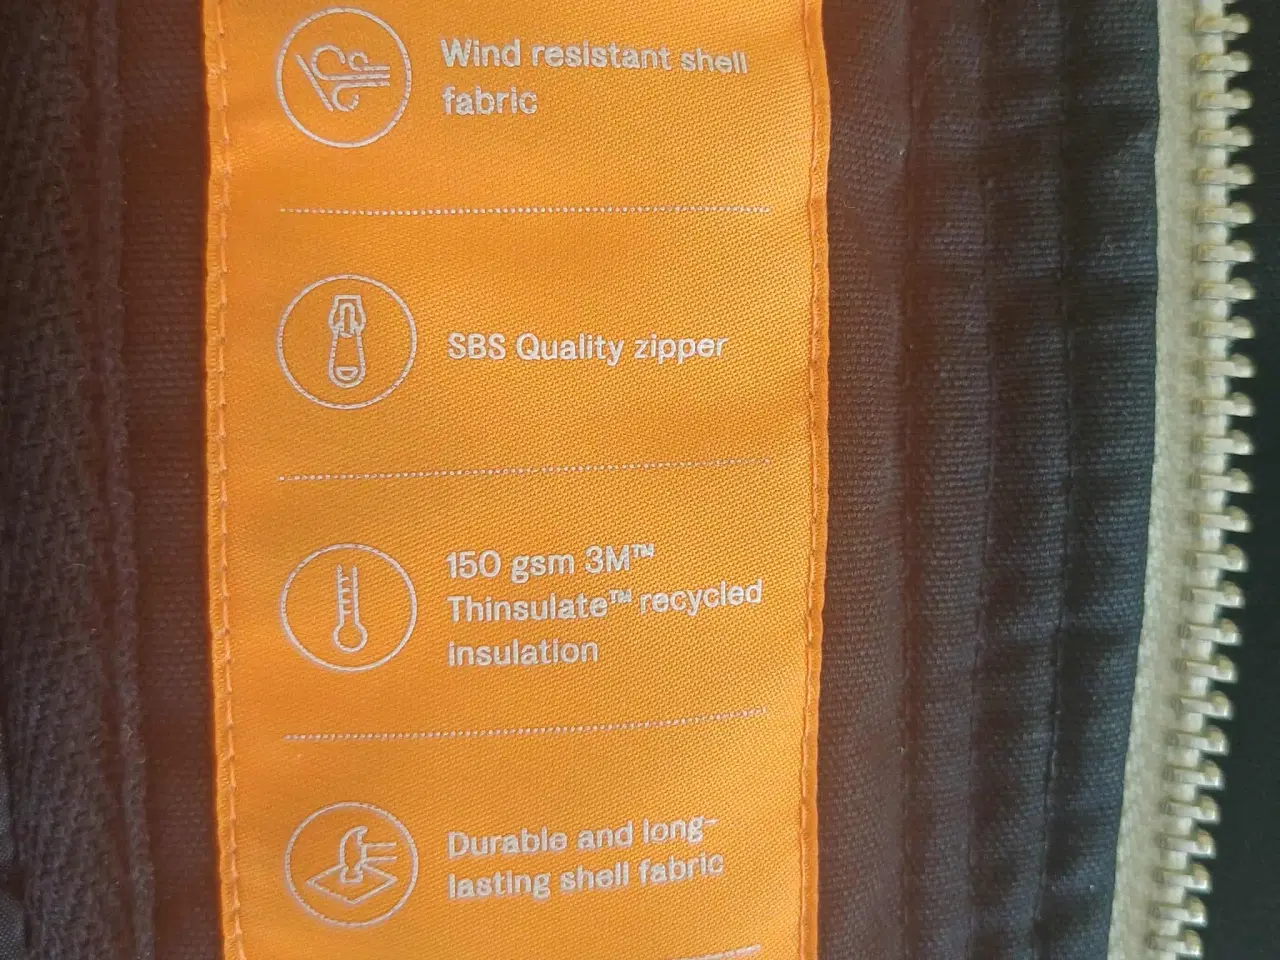 Wind resistant shell
fabric
SBS Quality zipper
150 gsm 3M™
Thinsulate™ recycled
insulation
Durable and long-
lasting shell fabric